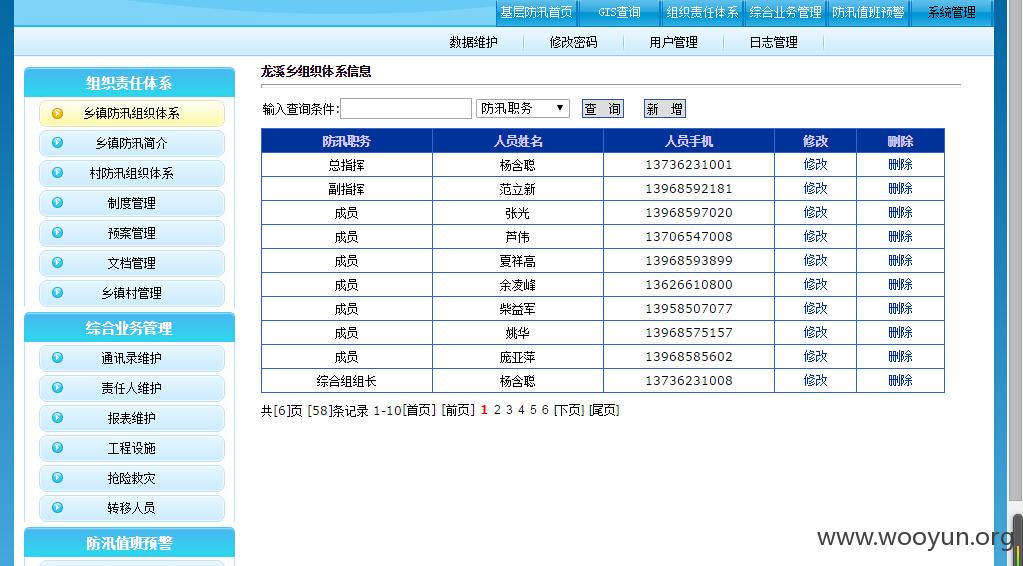 基层防汛首页 GIS查询 组织责任体系 综合业务管理 防汛值班预警 系统管理
数据维护 修改密码 用户管理 日志管理
组织责任体系
乡镇防汛组织体系
乡镇防汛简介
村防汛组织体系
制度管理
预案管理
文档管理
乡镇村管理
综合业务管理
通讯录维护
责任人维护
报表维护
工程设施
抢险救灾
转移人员
防汛值班预警
龙溪乡组织体系信息
输入查询条件: 防汛职务 查 询 新 增
防汛职务 人员姓名 人员手机 修改 删除
总指挥 杨含聪 13736231001 修改 删除
副指挥 范立新 13968592181 修改 删除
成员 张光 13968597020 修改 删除
成员 芦伟 13706547008 修改 删除
成员 夏祥高 13968593899 修改 删除
成员 余凌峰 13626610800 修改 删除
成员 柴益军 13958507077 修改 删除
成员 姚华 13968575157 修改 删除
成员 庞亚萍 13968585602 修改 删除
综合组组长 杨含聪 13736231008 修改 删除
共[6]页 [58]条记录 1-10[首页] [前页] 1 2 3 4 5 6 [下页] [尾页]
www.wooyun.org